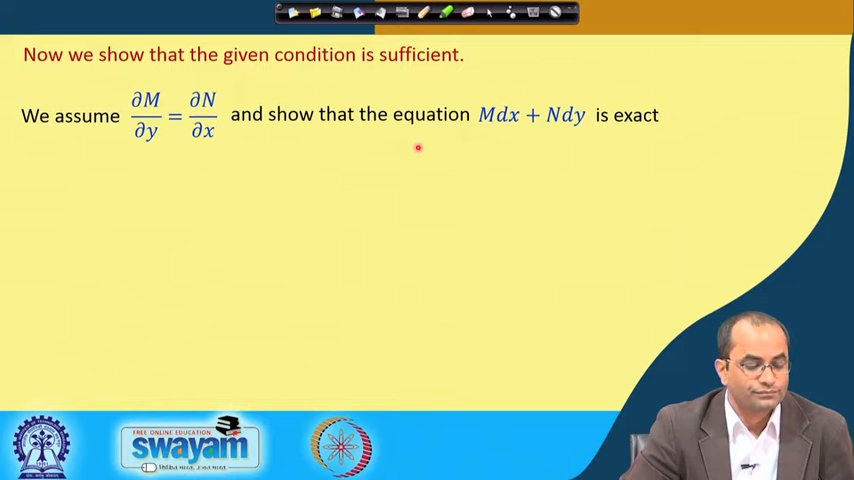 Now we show that the given condition is sufficient.
We assume ∂M/∂y = ∂N/∂x and show that the equation Mdx + Ndy is exact
FREE ONLINE EDUCATION
swayam